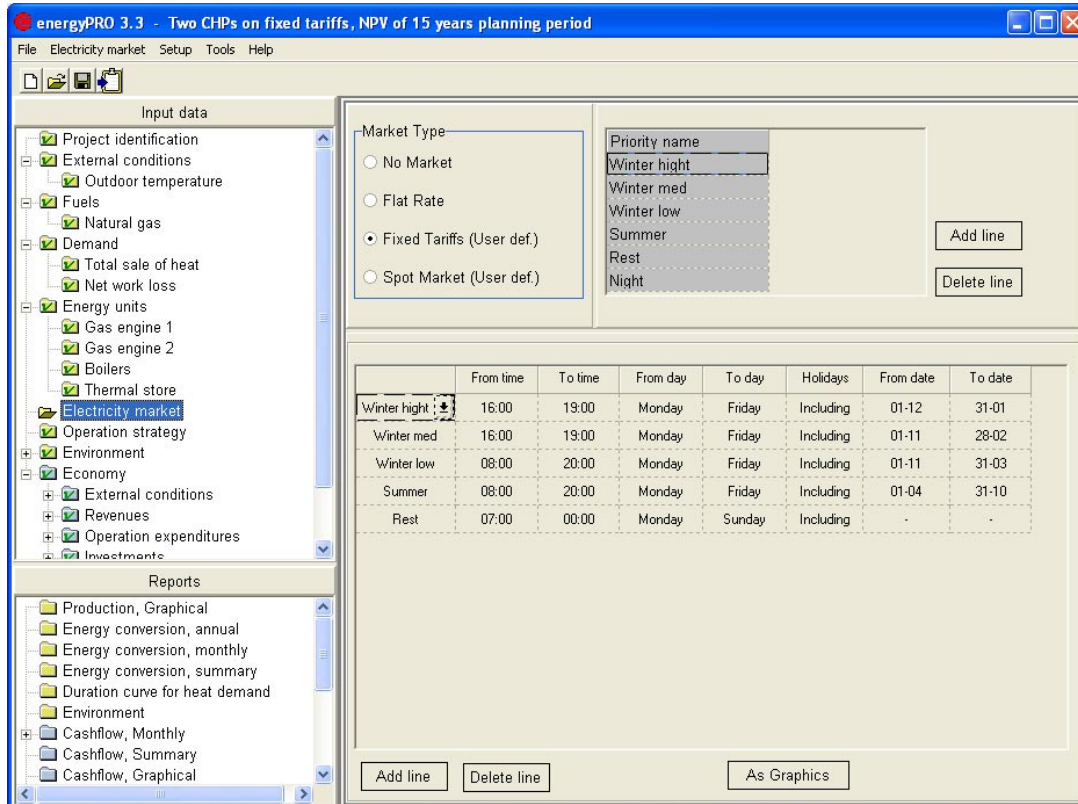 energyPRO 3.3 - Two CHPs on fixed tariffs, NPV of 15 years planning period
File Electricity market Setup Tools Help
Input data
Project identification
External conditions
Outdoor temperature
Fuels
Natural gas
Demand
Total sale of heat
Net work loss
Energy units
Gas engine 1
Gas engine 2
Boilers
Thermal store
Electricity market
Operation strategy
Environment
Economy
External conditions
Revenues
Operation expenditures
Investments
Reports
Production, Graphical
Energy conversion, annual
Energy conversion, monthly
Energy conversion, summary
Duration curve for heat demand
Environment
Cashflow, Monthly
Cashflow, Summary
Cashflow, Graphical
Market Type
No Market
Flat Rate
Fixed Tariffs (User def.)
Spot Market (User def.)
Priority name
Winter hight
Winter med
Winter low
Summer
Rest
Night
Add line
Delete line
From time To time From day To day Holidays From date To date
Winter hight 16:00 19:00 Monday Friday Including 01-12 31-01
Winter med 16:00 19:00 Monday Friday Including 01-11 28-02
Winter low 08:00 20:00 Monday Friday Including 01-11 31-03
Summer 08:00 20:00 Monday Friday Including 01-04 31-10
Rest 07:00 00:00 Monday Sunday Including - -
Add line Delete line As Graphics